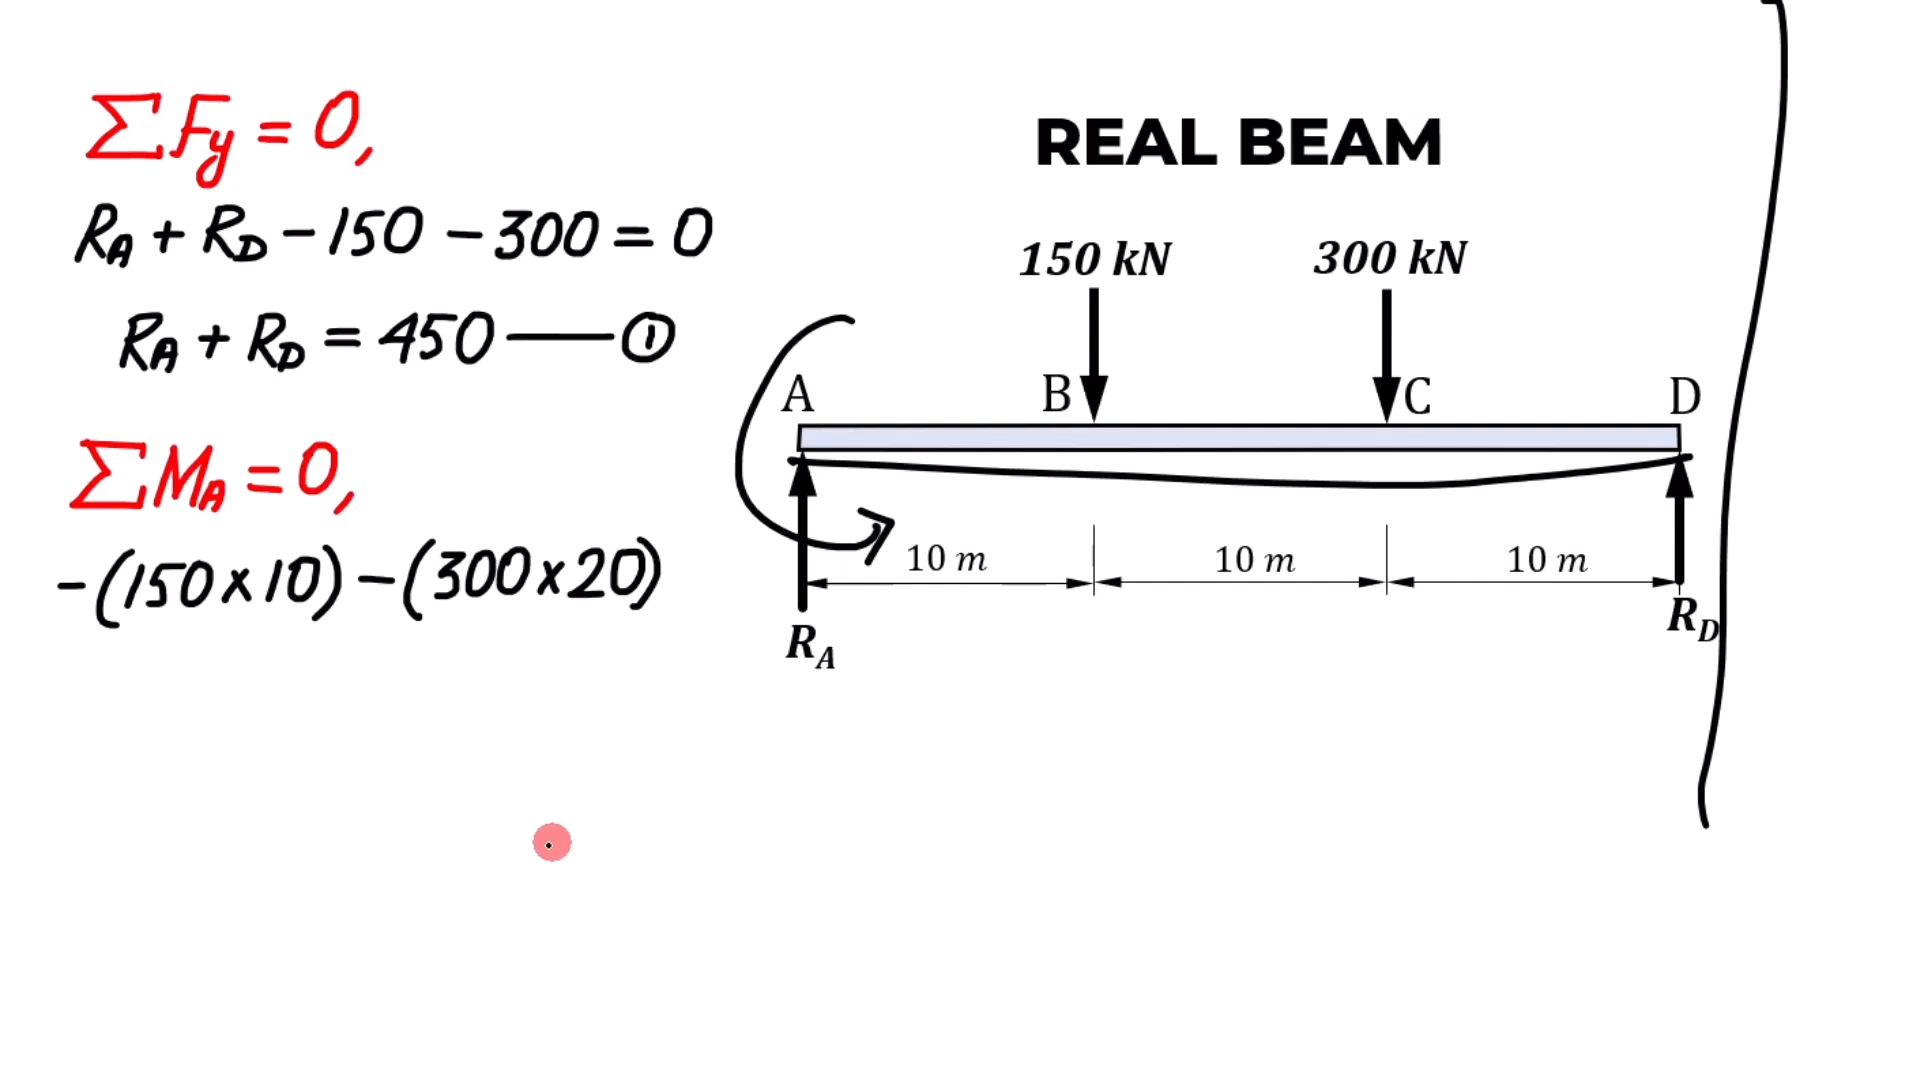 ΣFy = 0,
RA + RD - 150 - 300 = 0
RA + RD = 450 — ①
ΣMA = 0,
-(150×10) - (300×20)
REAL BEAM
150 kN 300 kN
A B C D
10 m 10 m 10 m
RA RD